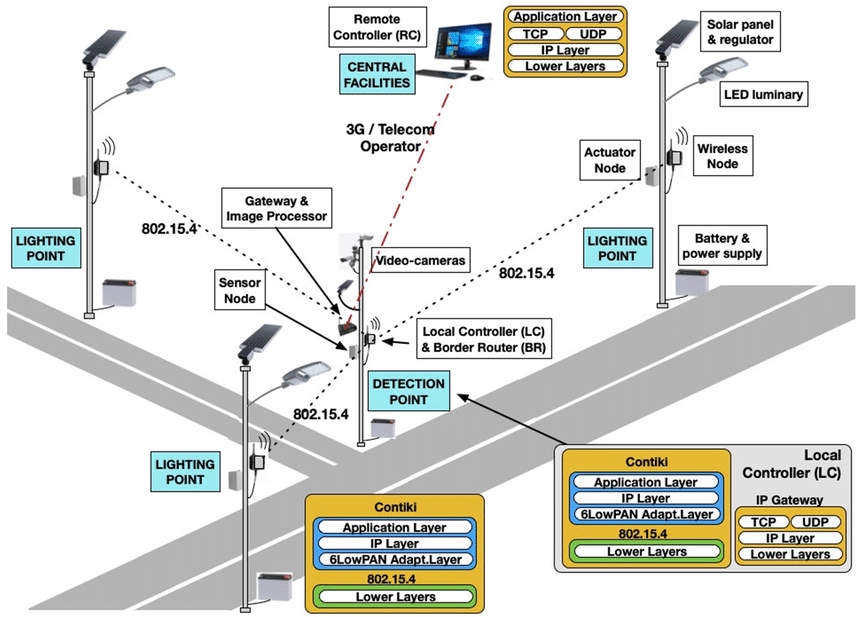 Remote
Controller (RC)
CENTRAL
FACILITIES
Application Layer
TCP
UDP
IP Layer
Lower Layers
Solar panel
& regulator
LED luminary
3G / Telecom
Operator
Actuator
Node
Wireless
Node
Gateway &
Image Processor
802.15.4
LIGHTING
POINT
LIGHTING
POINT
Battery &
power supply
Video-cameras
802.15.4
Sensor
Node
Local Controller (LC)
& Border Router (BR)
DETECTION
POINT
802.15.4
LIGHTING
POINT
Contiki
Application Layer
IP Layer
6LowPAN Adapt.Layer
802.15.4
Lower Layers
Local
Controller (LC)
Contiki
Application Layer
IP Layer
6LowPAN Adapt.Layer
802.15.4
Lower Layers
IP Gateway
TCP
UDP
IP Layer
Lower Layers